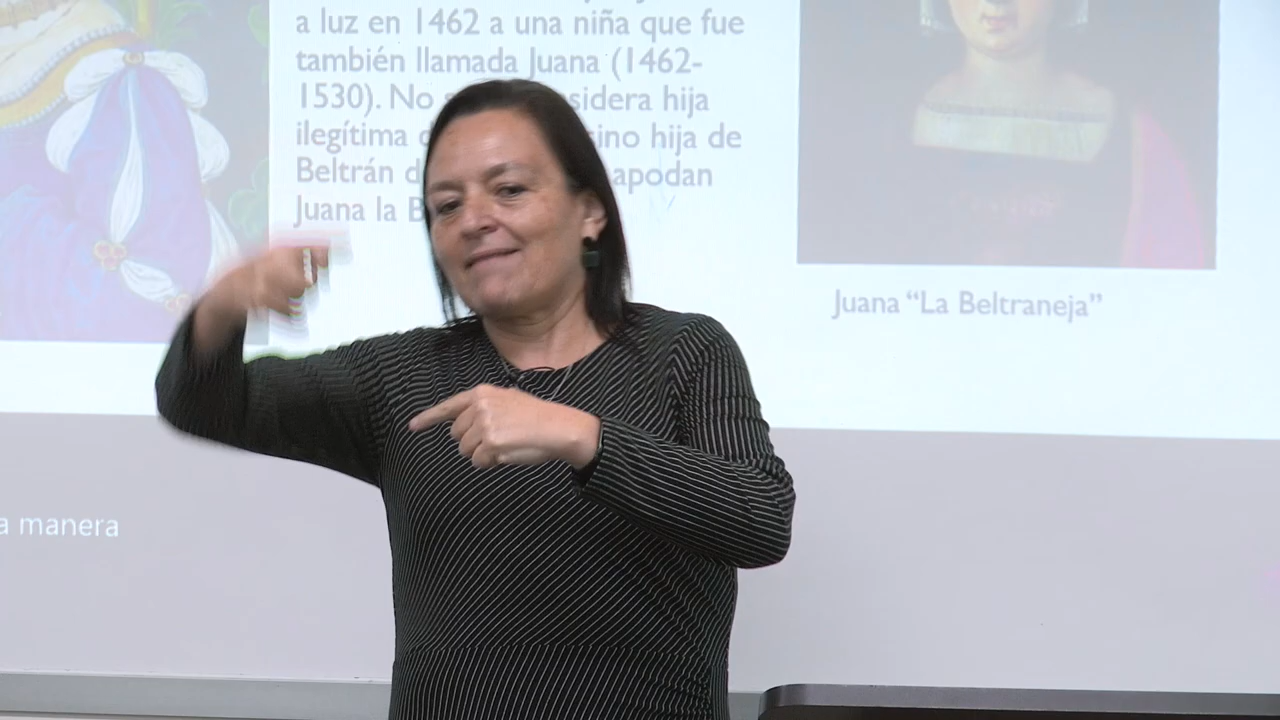 a luz en 1462 a una niña que fue
también llamada Juana (1462-
1530). No hija
ilegítima sino hija de
Beltrán apodan
Juana la
Juana “La Beltraneja”
a manera